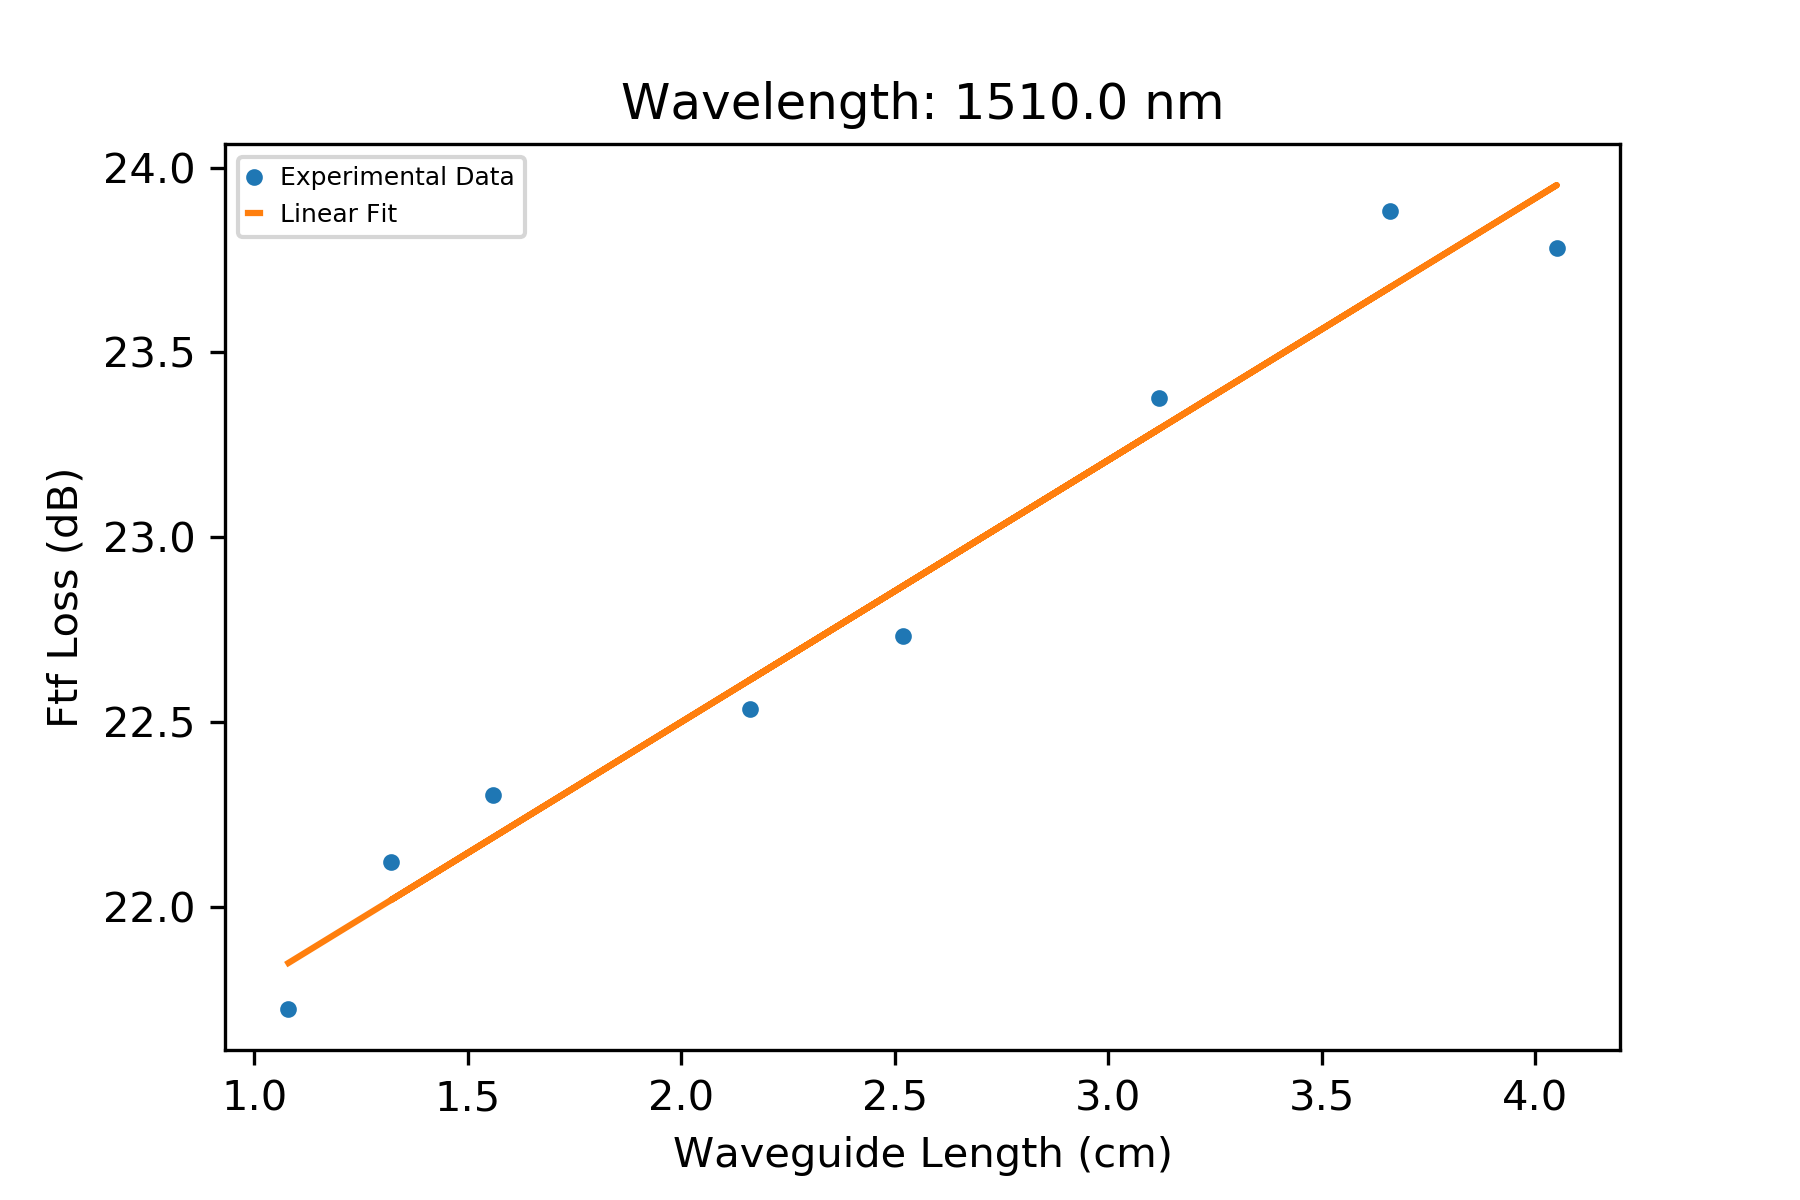 Wavelength: 1510.0 nm
Experimental Data
Linear Fit
24.0
23.5
23.0
22.5
22.0
Ftf Loss (dB)
1.0 1.5 2.0 2.5 3.0 3.5 4.0
Waveguide Length (cm)